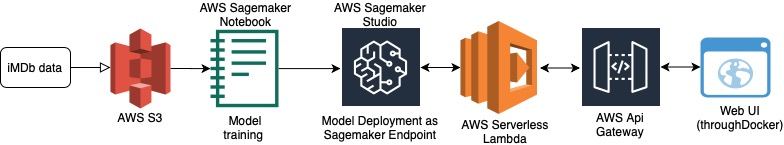 AWS Sagemaker
Notebook
AWS Sagemaker
Studio
iMDb data
</>
AWS S3
Model
training
Model Deployment as
Sagemaker Endpoint
AWS Serverless
Lambda
AWS Api
Gateway
Web UI
(throughDocker)